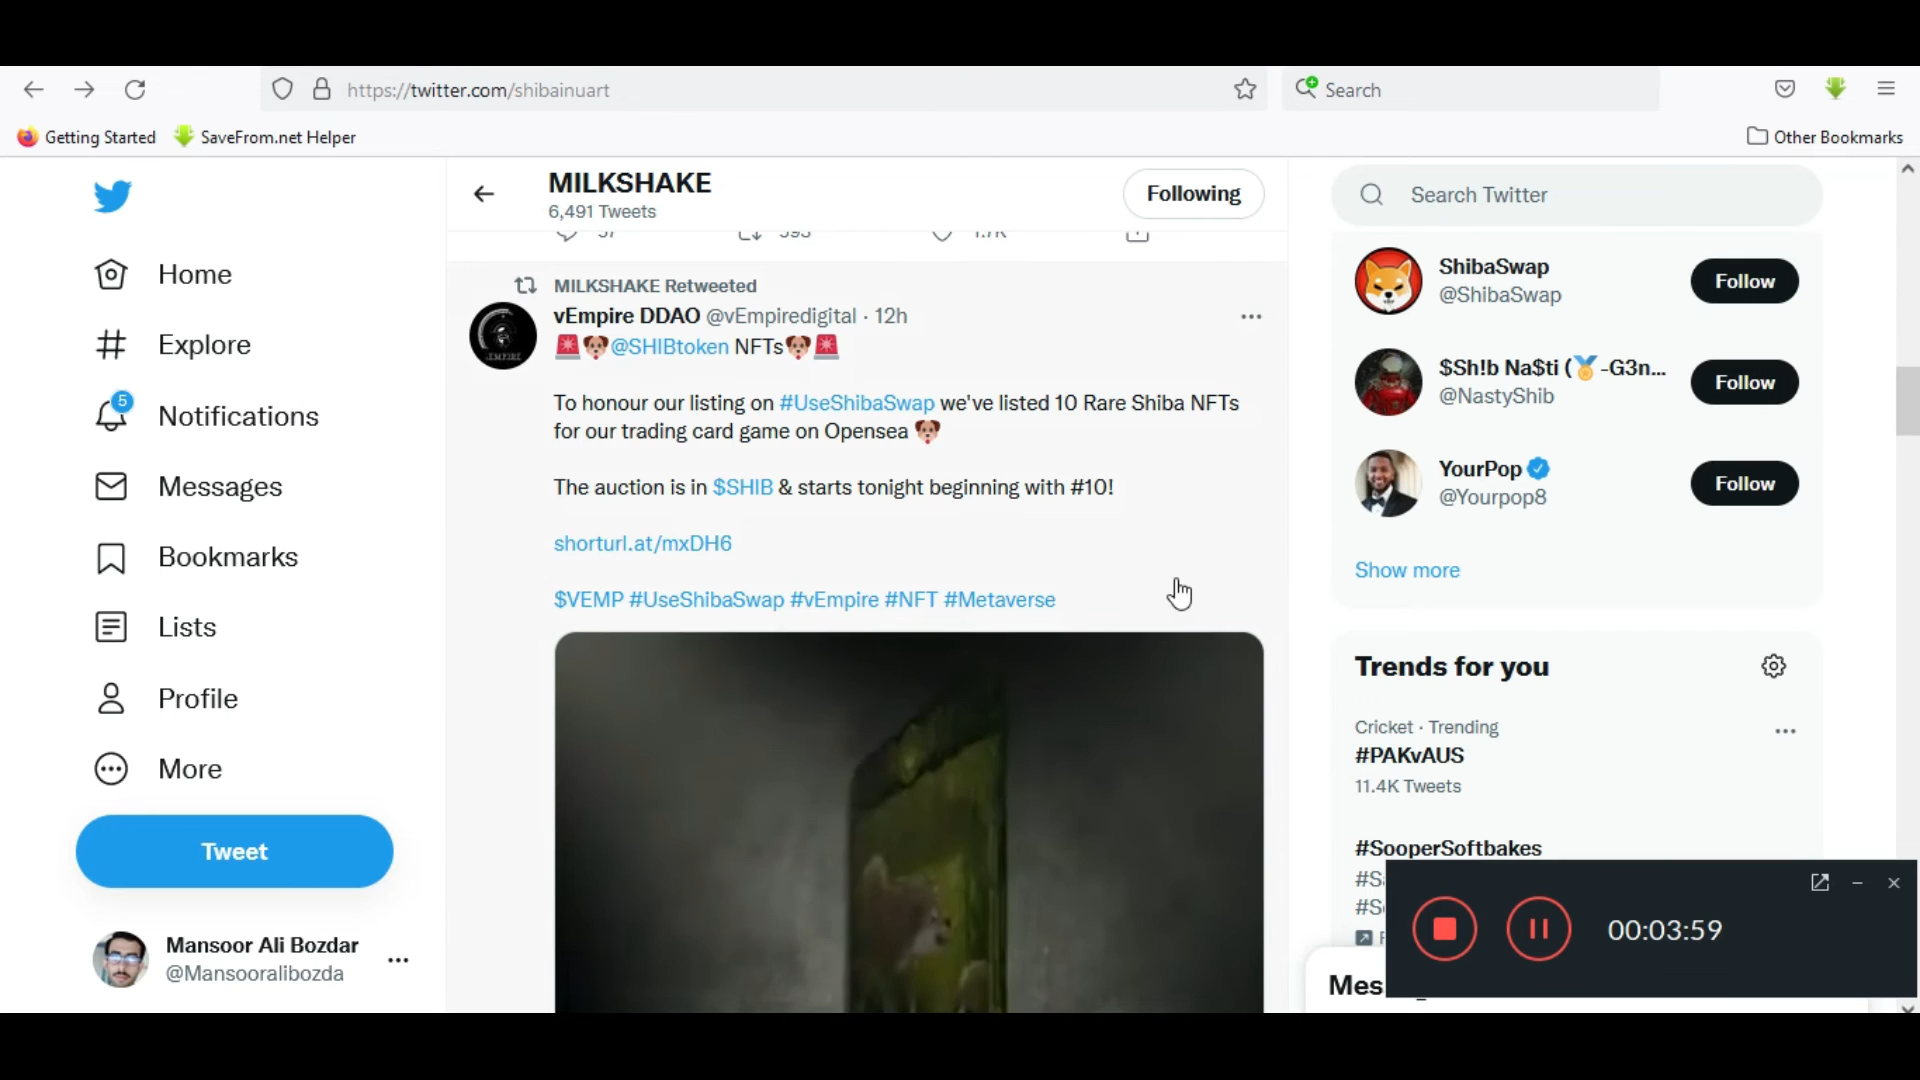 https://twitter.com/shibainuart
Search
Getting Started
SaveFrom.net Helper
Other Bookmarks
MILKSHAKE
6,491 Tweets
Following
Search Twitter
Home
Explore
5
Notifications
Messages
Bookmarks
Lists
Profile
More
Tweet
Mansoor Ali Bozdar
@Mansooralibozda
MILKSHAKE Retweeted
vEmpire DDAO @vEmpiredigital · 12h
🚨🐶@SHIBtoken NFTs🐶🚨
To honour our listing on #UseShibaSwap we've listed 10 Rare Shiba NFTs
for our trading card game on Opensea 🐶
The auction is in $SHIB & starts tonight beginning with #10!
shorturl.at/mxDH6
$VEMP #UseShibaSwap #vEmpire #NFT #Metaverse
ShibaSwap
@ShibaSwap
Follow
$Sh!b Na$ti (🏅-G3n...
@NastyShib
Follow
YourPop
@Yourpop8
Follow
Show more
Trends for you
Cricket · Trending
#PAKvAUS
11.4K Tweets
#SooperSoftbakes
00:03:59